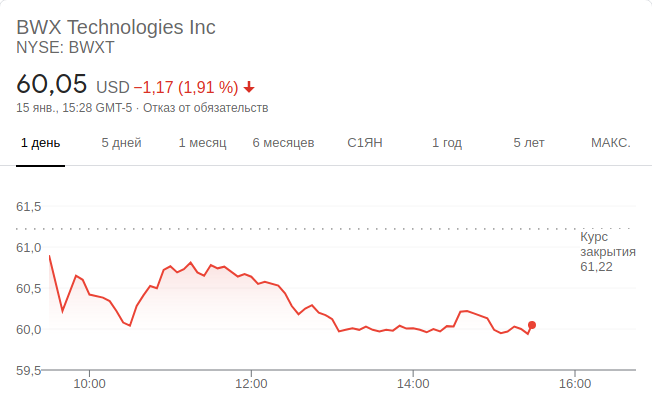 BWX Technologies Inc
NYSE: BWXT
60,05 USD −1,17 (1,91 %)
15 янв., 15:28 GMT-5 · Отказ от обязательств
1 день 5 дней 1 месяц 6 месяцев С1ЯН 1 год 5 лет МАКС.
61,5
Курс
закрытия
61,22
61,0
60,5
60,0
59,5
10:00 12:00 14:00 16:00